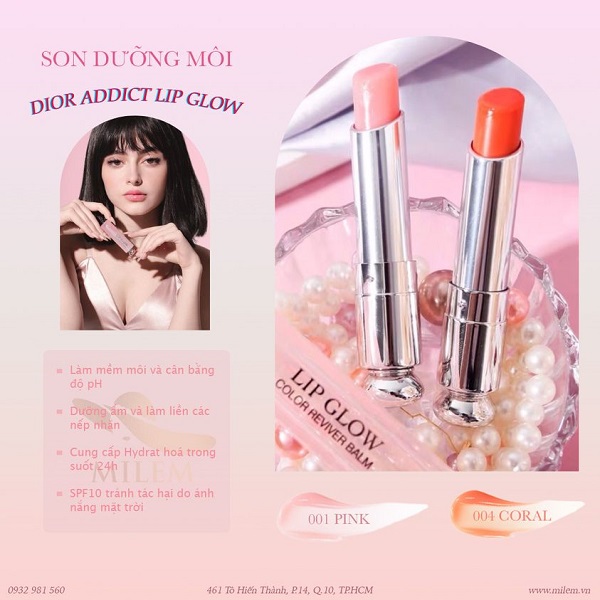 SON DƯỠNG MÔI
DIOR ADDICT LIP GLOW
Làm mềm môi và cân bằng
độ pH
Dưỡng ẩm và làm liền các
nếp nhăn
Cung cấp Hydrat hoá trong
suốt 24h
MILEM
SPF10 tránh tác hại do ánh
nắng mặt trời
LIP GLOW
COLOR REVIVER BALM
001 PINK
004 CORAL
0932 981 560
461 Tô Hiến Thành, P.14, Q.10, TP.HCM
www.milem.vn